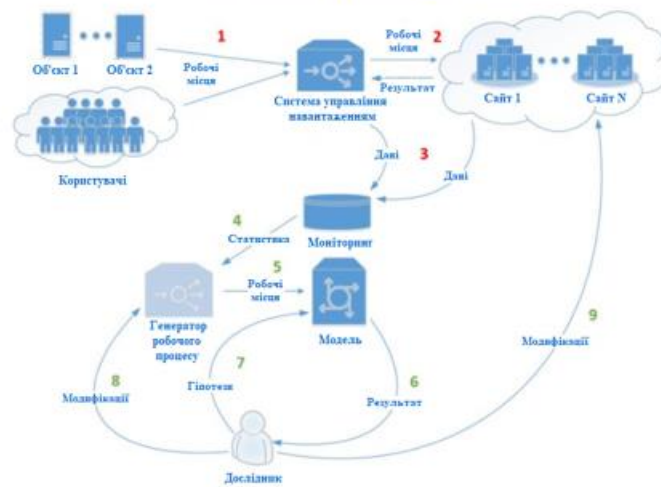 1
Робочі
місця
2
Об'єкт 1
Об'єкт 2
Робочі
місця
Результат
Система управління
навантаженням
Сайт 1
Сайт N
Користувачі
Дані
3
Дані
4
Статистика
Моніторинг
5
Робочі
місця
Генератор
робочого
процесу
Модель
9
Модифікації
8
Модифікації
7
Гіпотези
6
Результат
Дослідник